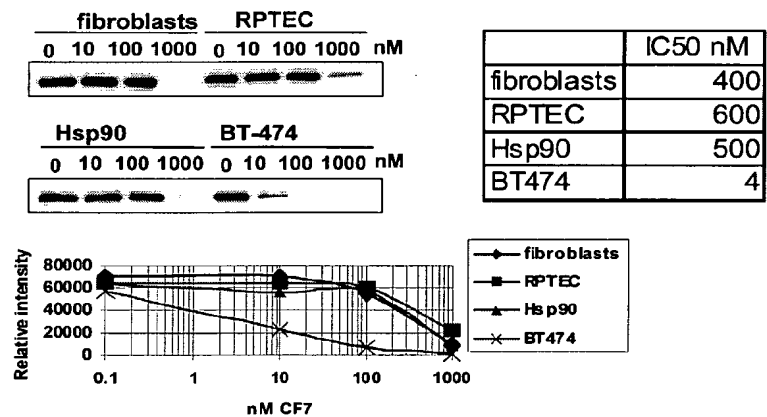 fibroblasts RPTEC
0 10 100 1000 0 10 100 1000 nM
Hsp90 BT-474
0 10 100 1000 0 10 100 1000 nM
IC50 nM
fibroblasts 400
RPTEC 600
Hsp90 500
BT474 4
Relative intensity
80000
60000
40000
20000
0
0.1 1 10 100 1000
nM CF7
fibroblasts
RPTEC
Hsp90
BT474